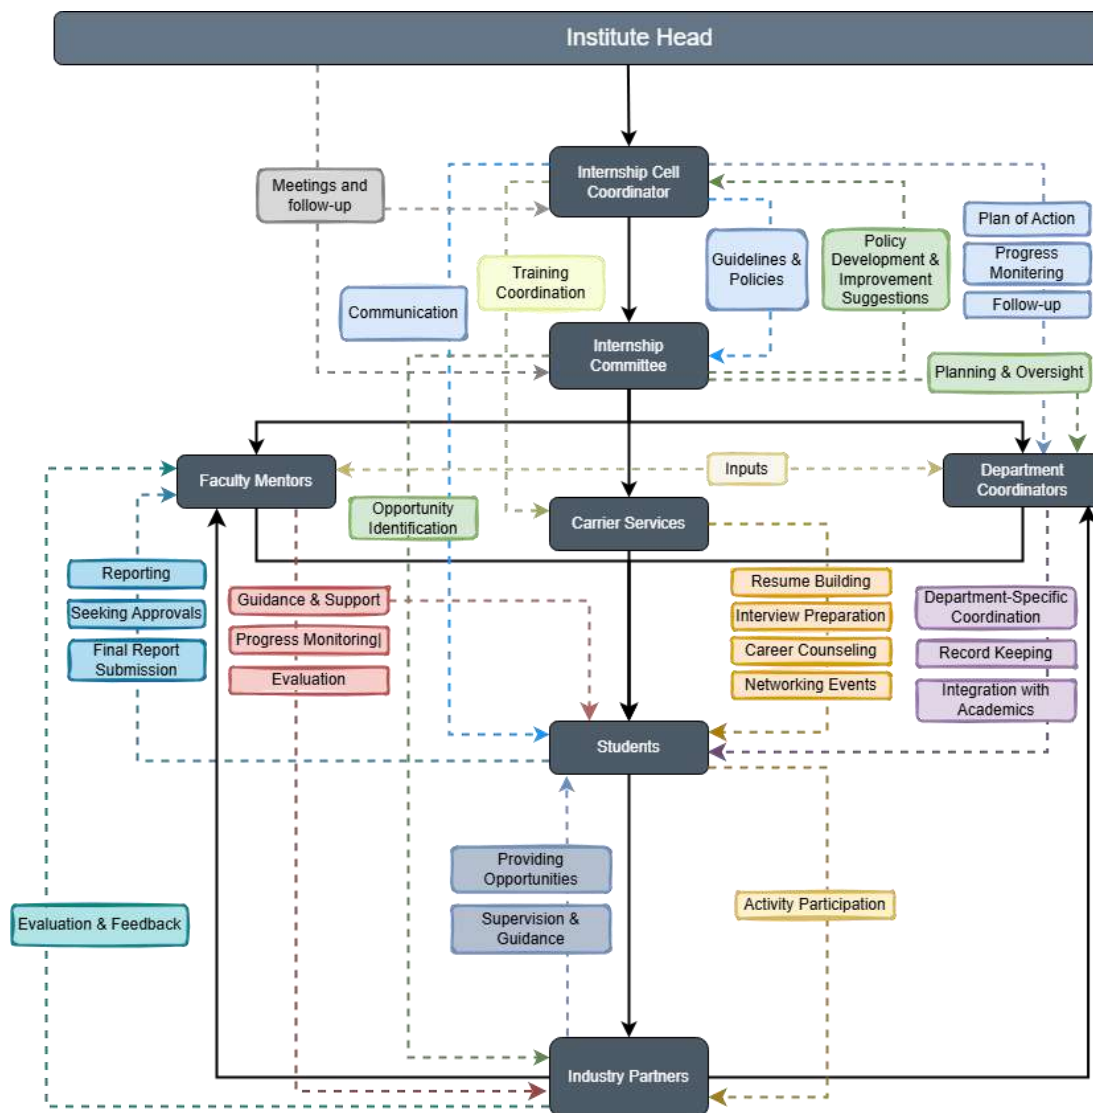 Institute Head
Internship Cell
Coordinator
Meetings and
follow-up
Plan of Action
Guidelines &
Policies
Policy
Development &
Improvement
Suggestions
Progress
Monitering
Training
Coordination
Communication
Follow-up
Internship
Committee
Planning & Oversight
Faculty Mentors
Inputs
Department
Coordinators
Opportunity
Identification
Carrier Services
Reporting
Seeking Approvals
Final Report
Submission
Guidance & Support
Progress Monitoring|
Evaluation
Resume Building
Interview Preparation
Career Counseling
Networking Events
Department-Specific
Coordination
Record Keeping
Integration with
Academics
Students
Providing
Opportunities
Supervision &
Guidance
Activity Participation
Evaluation & Feedback
Industry Partners